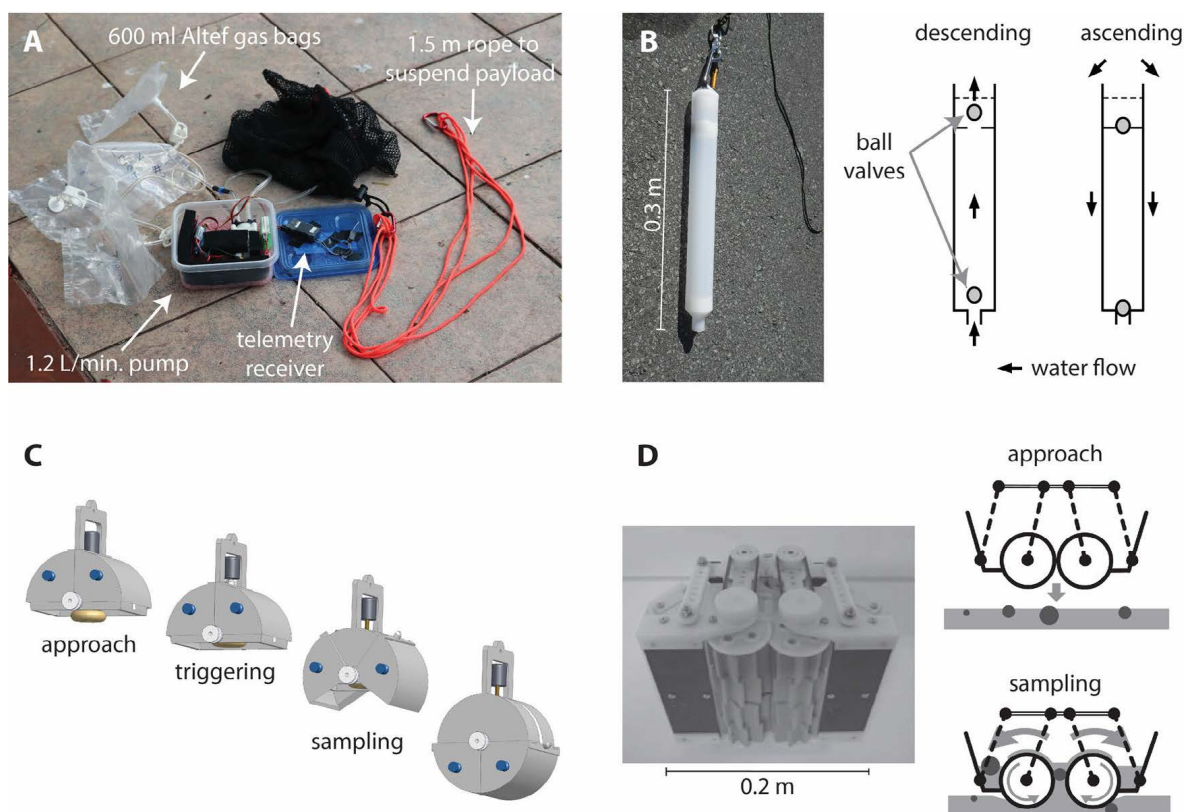 A
600 ml Altef gas bags
1.5 m rope to
suspend payload
1.2 L/min. pump
telemetry
receiver
B
0.3 m
descending
ascending
ball
valves
water flow
C
approach
triggering
sampling
D
0.2 m
approach
sampling